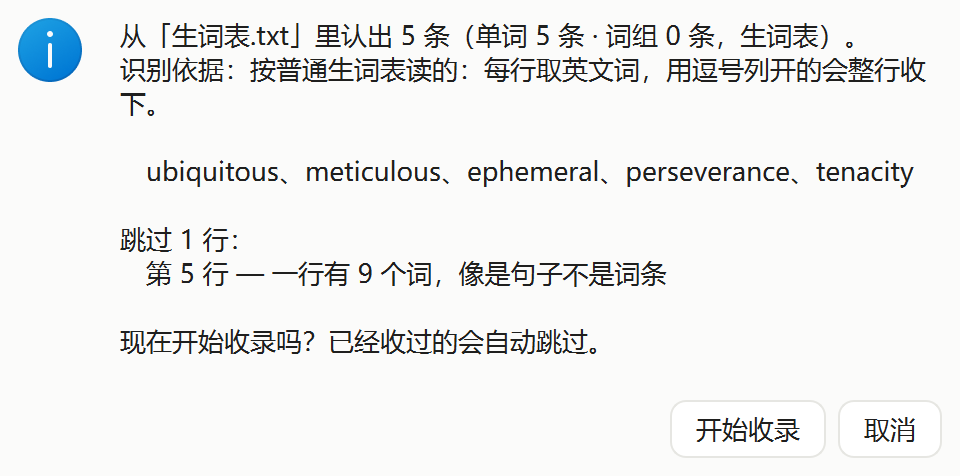 从「生词表.txt」里认出 5 条（单词 5 条 · 词组 0 条，生词表）。
识别依据：按普通生词表读的：每行取英文词，用逗号列开的会整行收
下。
ubiquitous、meticulous、ephemeral、perseverance、tenacity
跳过 1 行：
第 5 行 — 一行有 9 个词，像是句子不是词条
现在开始收录吗？已经收过的会自动跳过。
开始收录
取消